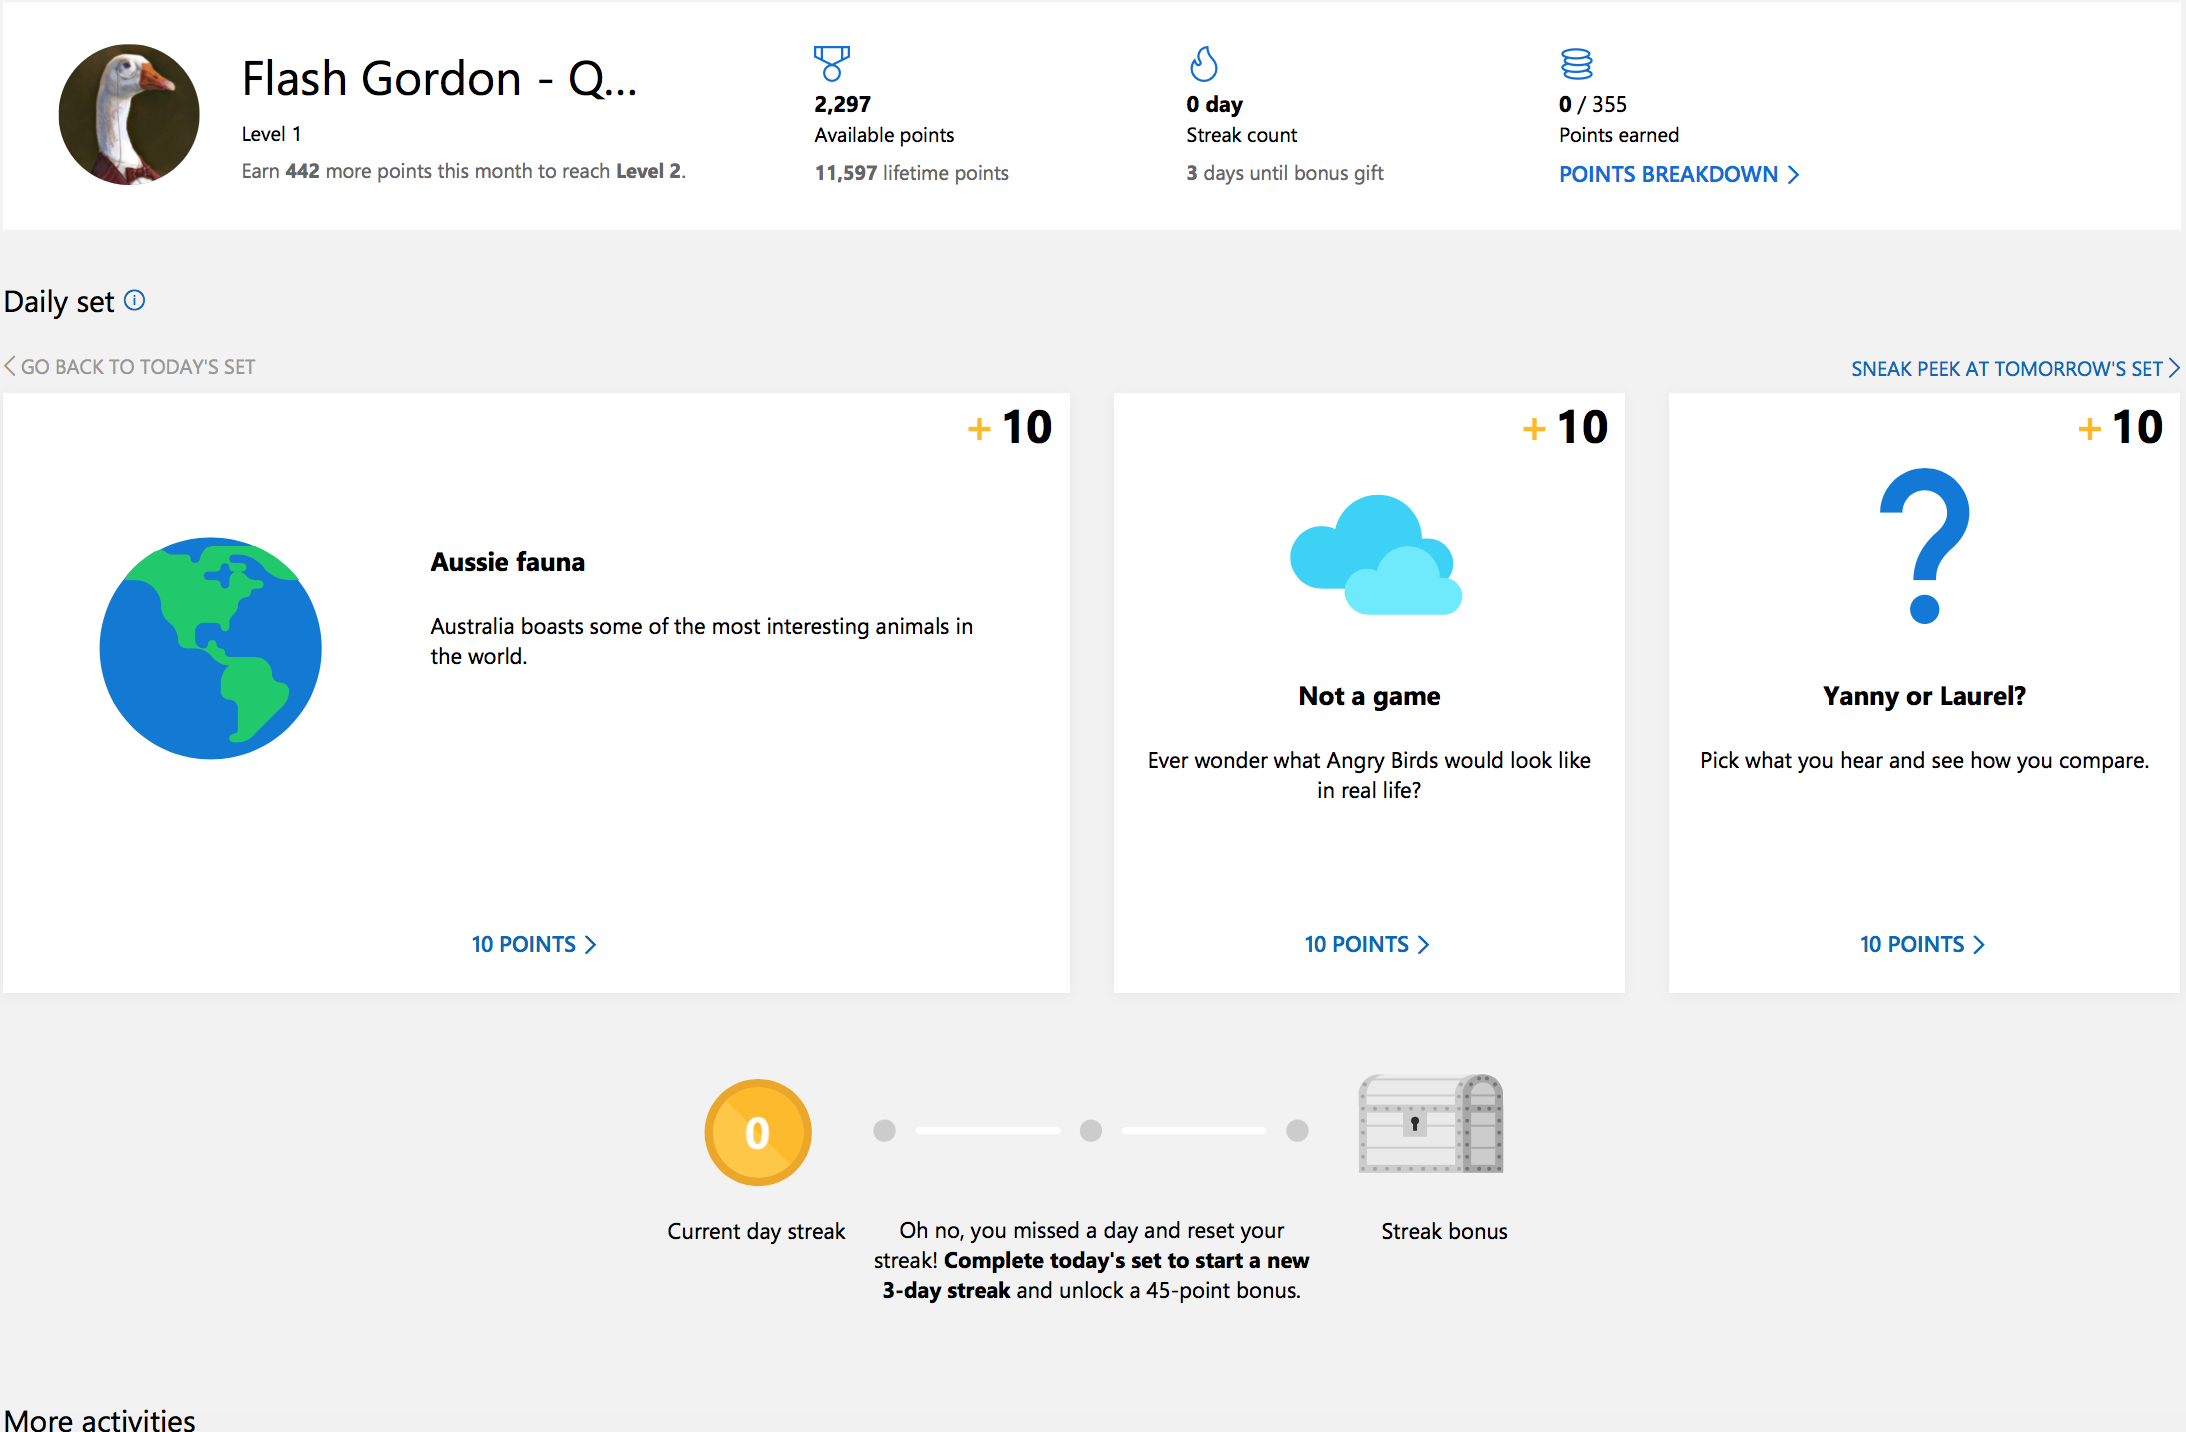 Flash Gordon - Q...
Level 1
Earn 442 more points this month to reach Level 2.
2,297
Available points
11,597 lifetime points
0 day
Streak count
3 days until bonus gift
0 / 355
Points earned
POINTS BREAKDOWN
Daily set
GO BACK TO TODAY'S SET
SNEAK PEEK AT TOMORROW'S SET
+ 10
Aussie fauna
Australia boasts some of the most interesting animals in
the world.
10 POINTS
+ 10
Not a game
Ever wonder what Angry Birds would look like
in real life?
10 POINTS
+ 10
Yanny or Laurel?
Pick what you hear and see how you compare.
10 POINTS
0
Current day streak
Oh no, you missed a day and reset your
streak! Complete today's set to start a new
3-day streak and unlock a 45-point bonus.
Streak bonus
More activities